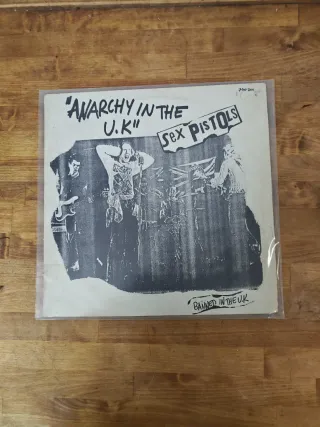 "ANARCHY IN THE
U.K"
SEX PISTOLS
BANNED IN THE U.K